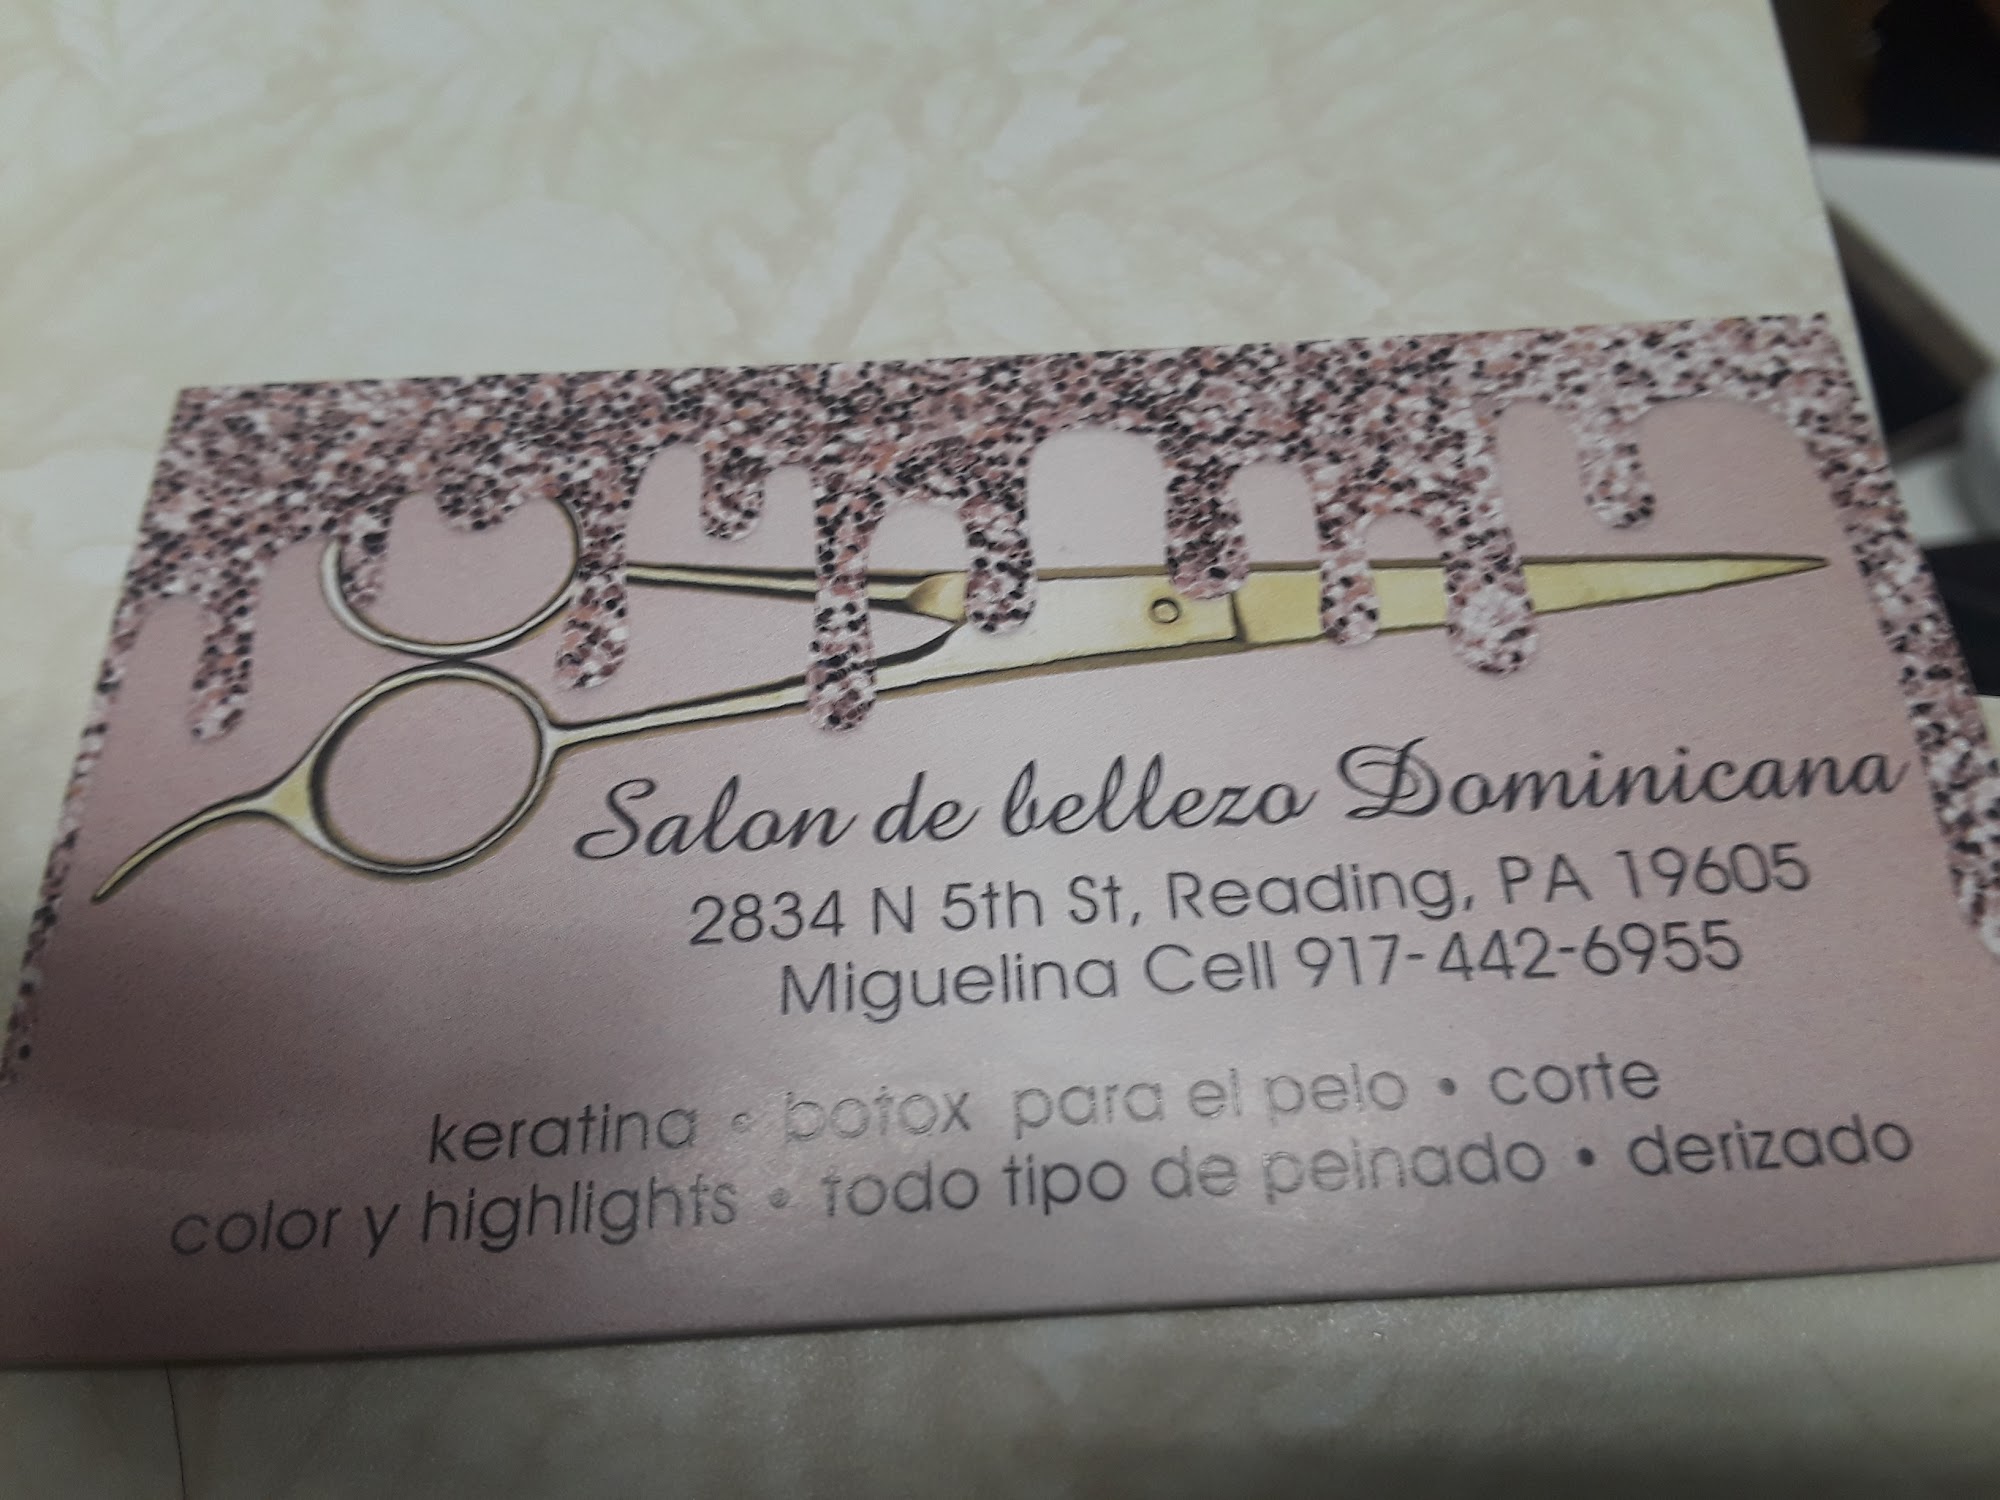 Salon de bellezo Dominicana
2834 N 5th St, Reading, PA 19605
Miguelina Cell 917-442-6955
keratina • botox para el pelo • corte
color y highlights • todo tipo de peinado • derizado